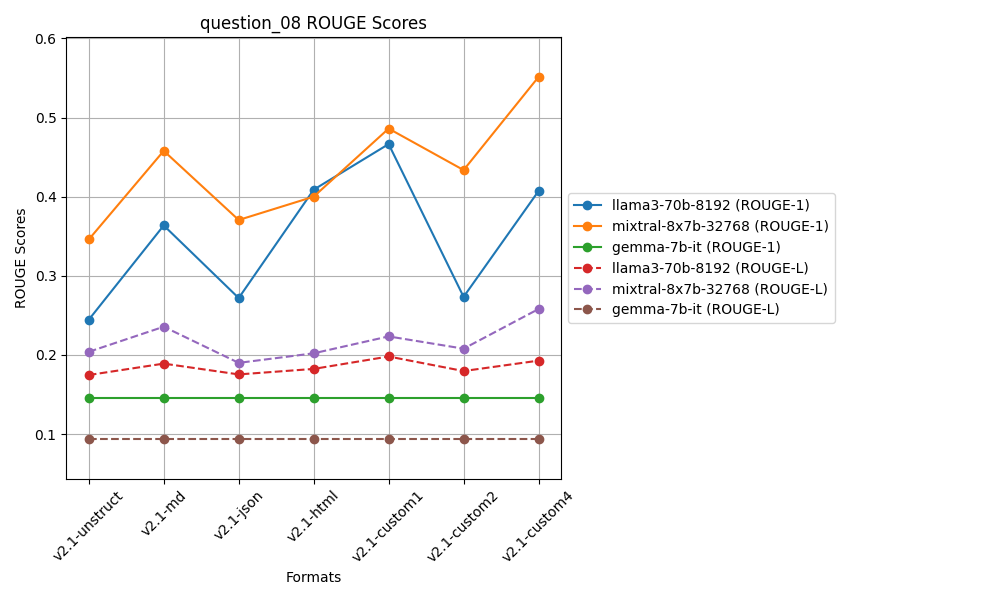 question_08 ROUGE Scores
ROUGE Scores
0.6
0.5
0.4
0.3
0.2
0.1
v2.1-unstruct
v2.1-md
v2.1-json
v2.1-html
v2.1-custom1
v2.1-custom2
v2.1-custom4
Formats
llama3-70b-8192 (ROUGE-1)
mixtral-8x7b-32768 (ROUGE-1)
gemma-7b-it (ROUGE-1)
llama3-70b-8192 (ROUGE-L)
mixtral-8x7b-32768 (ROUGE-L)
gemma-7b-it (ROUGE-L)